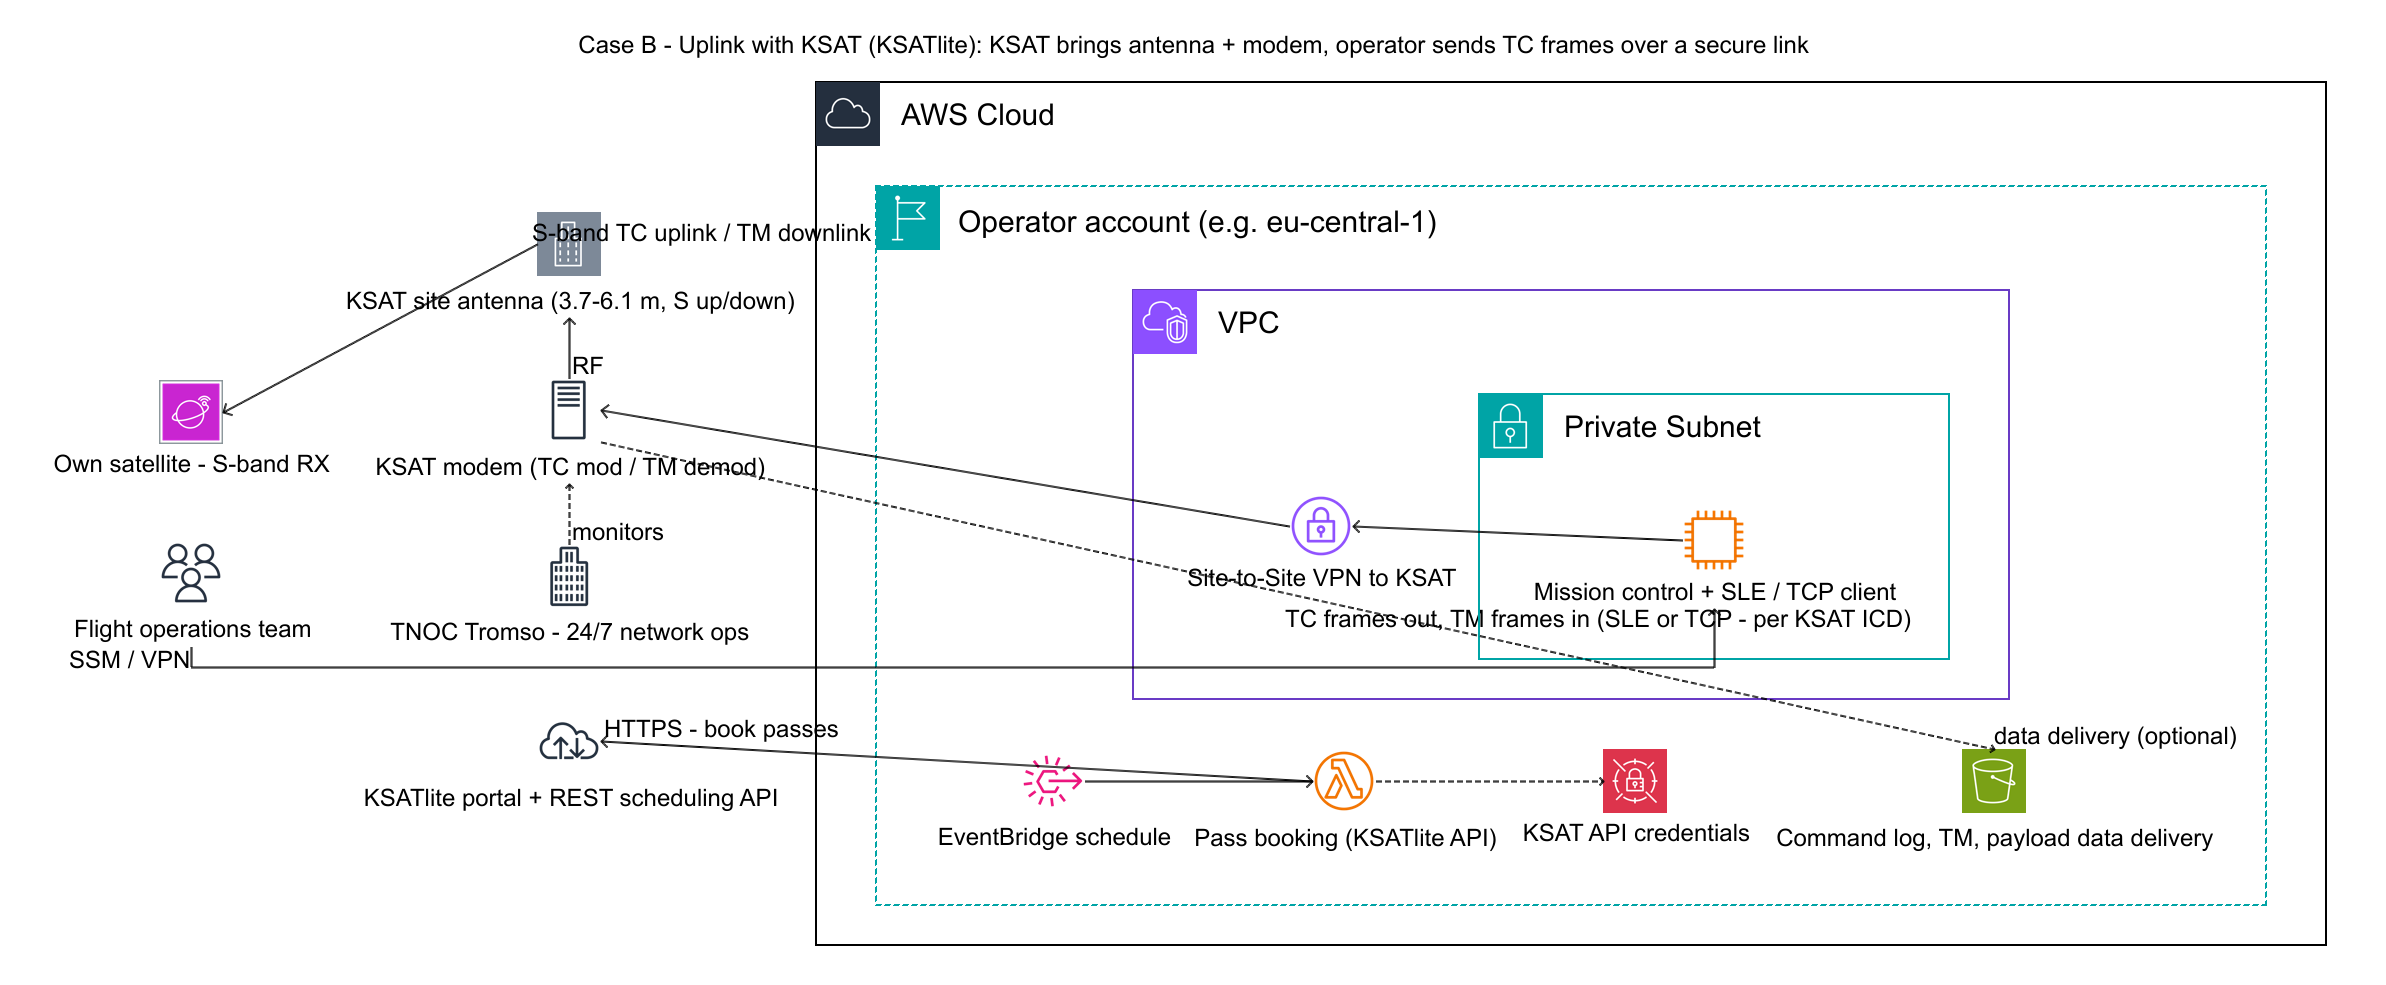 Case B - Uplink with KSAT (KSATlite): KSAT brings antenna + modem, operator sends TC frames over a secure link
AWS Cloud
Operator account (e.g. eu-central-1)
S-band TC uplink / TM downlink
KSAT site antenna (3.7-6.1 m, S up/down)
VPC
RF
Private Subnet
Own satellite - S-band RX
KSAT modem (TC mod / TM demod)
monitors
Site-to-Site VPN to KSAT
Mission control + SLE / TCP client
TC frames out, TM frames in (SLE or TCP - per KSAT ICD)
Flight operations team
TNOC Tromso - 24/7 network ops
SSM / VPN
HTTPS - book passes
data delivery (optional)
KSATlite portal + REST scheduling API
EventBridge schedule
Pass booking (KSATlite API)
KSAT API credentials
Command log, TM, payload data delivery